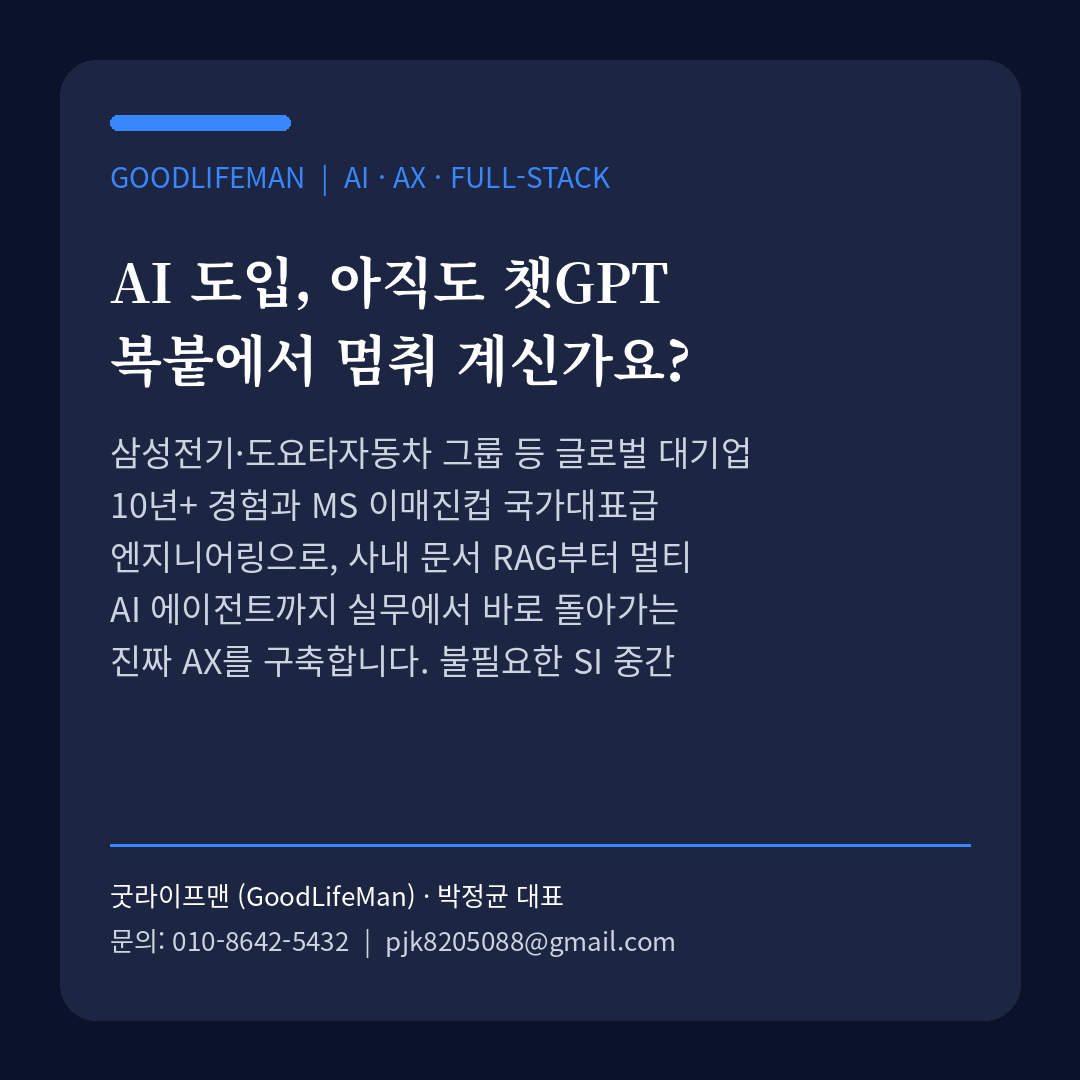 GOODLIFEMAN | AI · AX · FULL-STACK
AI 도입, 아직도 챗GPT
복붙에서 멈춰 계신가요?
삼성전기·도요타자동차 그룹 등 글로벌 대기업
10년+ 경험과 MS 이매진컵 국가대표급
엔지니어링으로, 사내 문서 RAG부터 멀티
AI 에이전트까지 실무에서 바로 돌아가는
진짜 AX를 구축합니다. 불필요한 SI 중간
굿라이프맨 (GoodLifeMan) · 박정균 대표
문의: 010-8642-5432 | pjk8205088@gmail.com